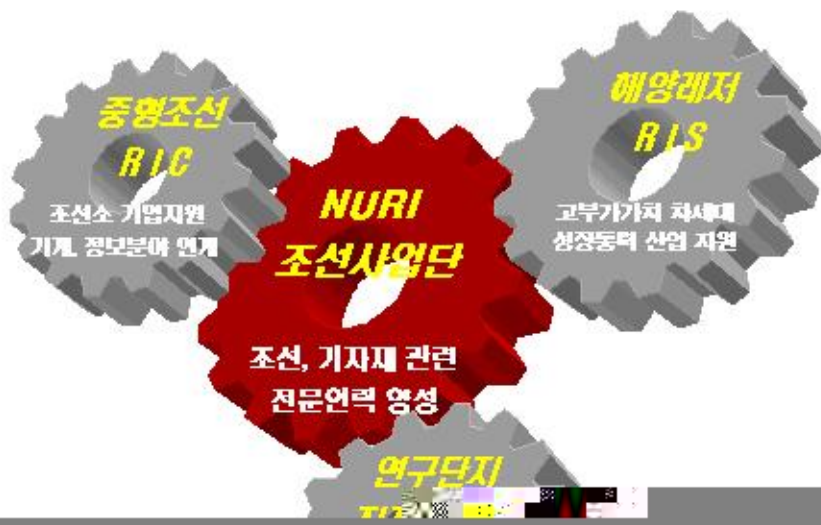 중형조선
RIC
조선소 기업지원
기계, 정보분야 연계
해양레저
RIS
고부가가치 차세대
성장동력 산업 지원
NURI
조선사업단
조선, 기자재 관련
전문인력 양성
연구단지